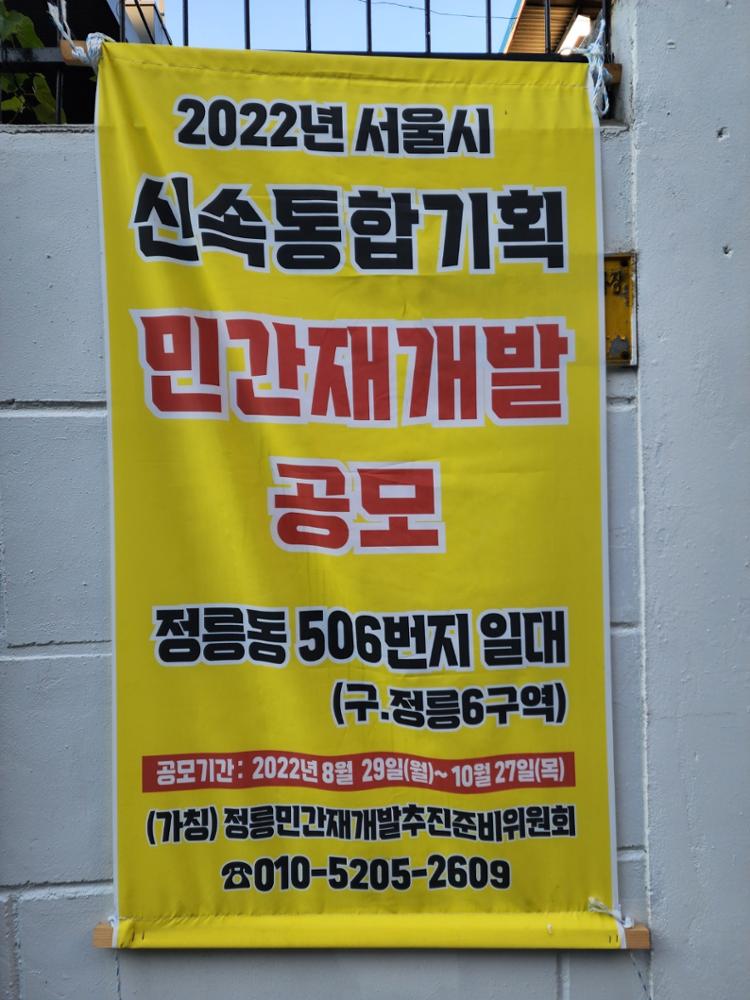 2022년 서울시
신속통합기획
민간재개발
공모
정릉동 506번지 일대
(구.정릉6구역)
공모기간: 2022년 8월 29일(월)~10월 27일(목)
(가칭) 정릉민간재개발추진준비위원회
☎010-5205-2609